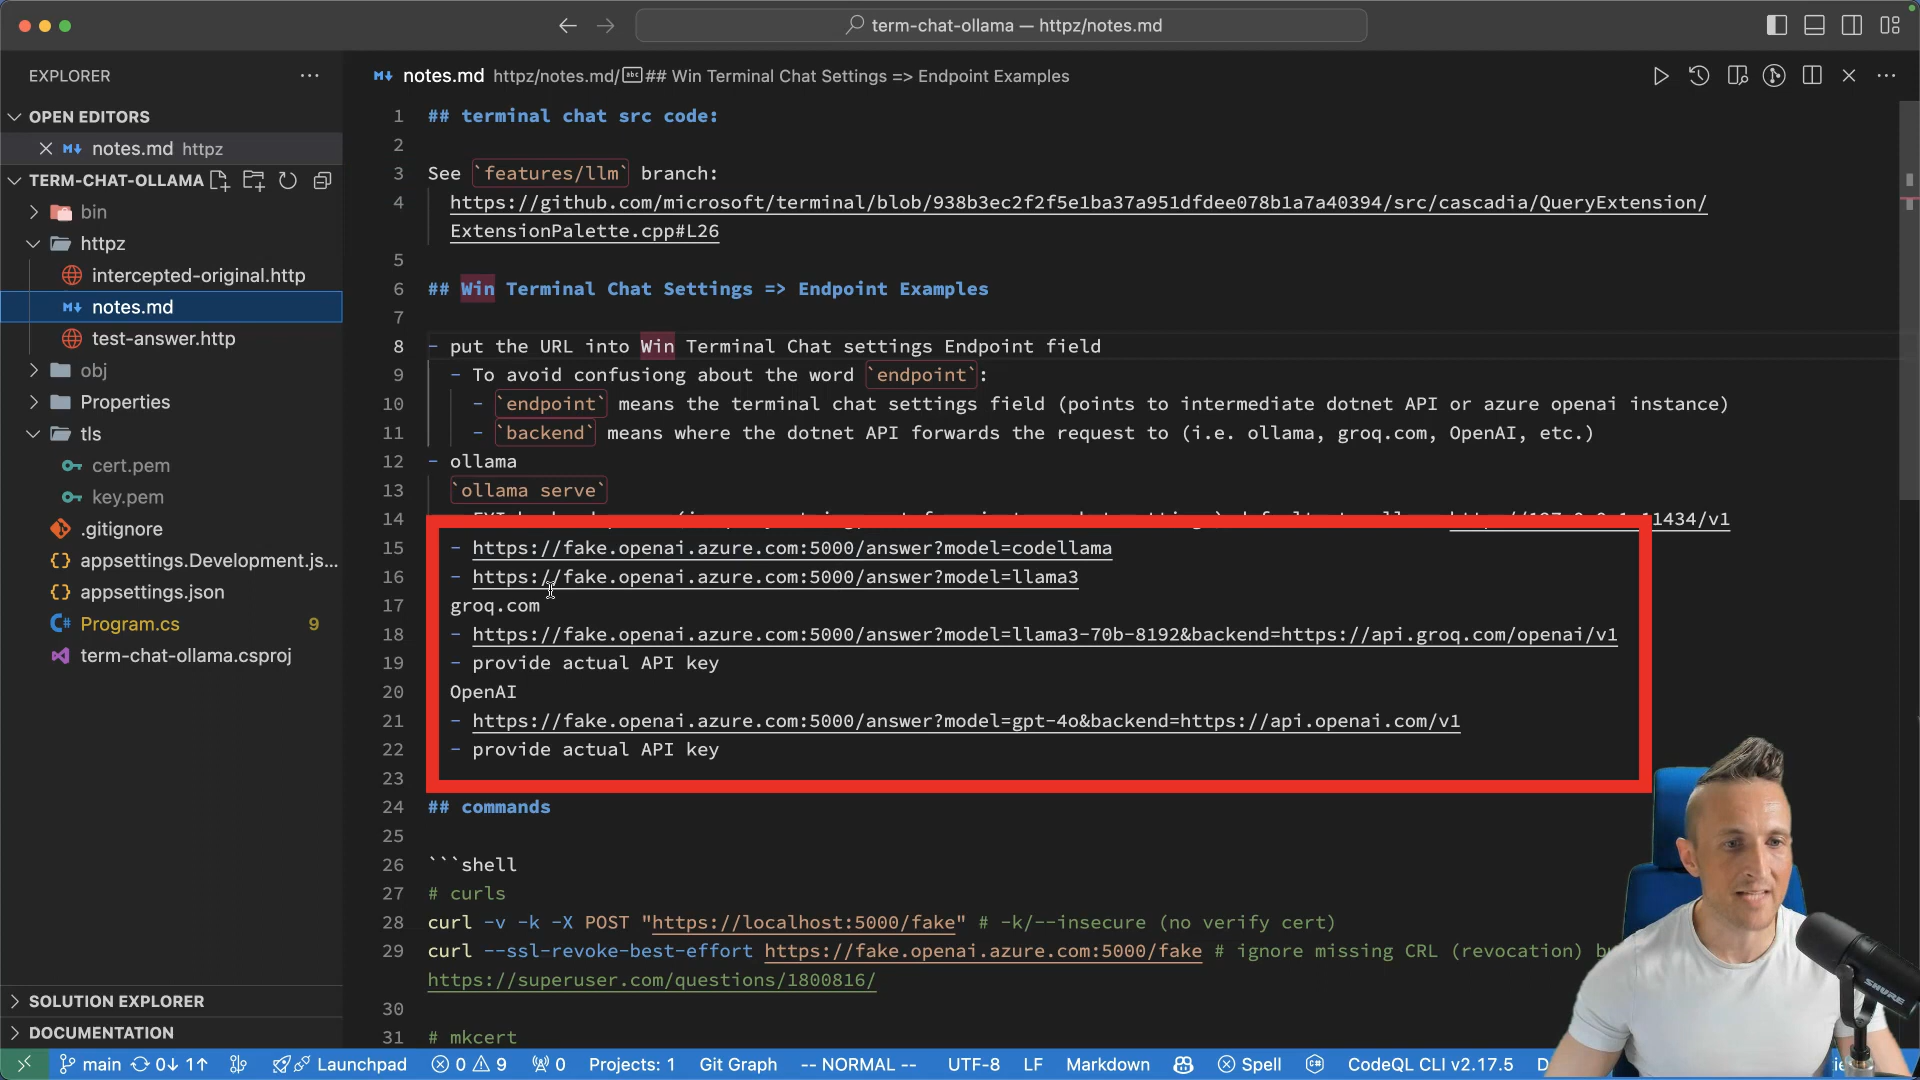 term-chat-ollama — httpz/notes.md
EXPLORER
notes.md httpz/notes.md/ abc ## Win Terminal Chat Settings => Endpoint Examples
OPEN EDITORS
notes.md httpz
TERM-CHAT-OLLAMA
bin
httpz
intercepted-original.http
notes.md
test-answer.http
obj
Properties
tls
cert.pem
key.pem
.gitignore
appsettings.Development.js...
appsettings.json
Program.cs 9
term-chat-ollama.csproj
SOLUTION EXPLORER
DOCUMENTATION
1 ## terminal chat src code:
2
3 See `features/llm` branch:
4 https://github.com/microsoft/terminal/blob/938b3ec2f2f5e1ba37a951dfdee078b1a7a40394/src/cascadia/QueryExtension/
ExtensionPalette.cpp#L26
5
6 ## Win Terminal Chat Settings => Endpoint Examples
7
8 - put the URL into Win Terminal Chat settings Endpoint field
9 - To avoid confusiong about the word `endpoint`:
10 - `endpoint` means the terminal chat settings field (points to intermediate dotnet API or azure openai instance)
11 - `backend` means where the dotnet API forwards the request to (i.e. ollama, groq.com, OpenAI, etc.)
12 - ollama
13 `ollama serve`
14 11434/v1
15 - https://fake.openai.azure.com:5000/answer?model=codellama
16 - https://fake.openai.azure.com:5000/answer?model=llama3
17 groq.com
18 - https://fake.openai.azure.com:5000/answer?model=llama3-70b-8192&backend=https://api.groq.com/openai/v1
19 - provide actual API key
20 OpenAI
21 - https://fake.openai.azure.com:5000/answer?model=gpt-4o&backend=https://api.openai.com/v1
22 - provide actual API key
23
24 ## commands
25
26 ```shell
27 # curls
28 curl -v -k -X POST "https://localhost:5000/fake" # -k/--insecure (no verify cert)
29 curl --ssl-revoke-best-effort https://fake.openai.azure.com:5000/fake # ignore missing CRL (revocation)
https://superuser.com/questions/1800816/
30
31 # mkcert
main 0↓ 1↑ Launchpad 0 9 0 Projects: 1 Git Graph -- NORMAL -- UTF-8 LF Markdown Spell CodeQL CLI v2.17.5
SHURE